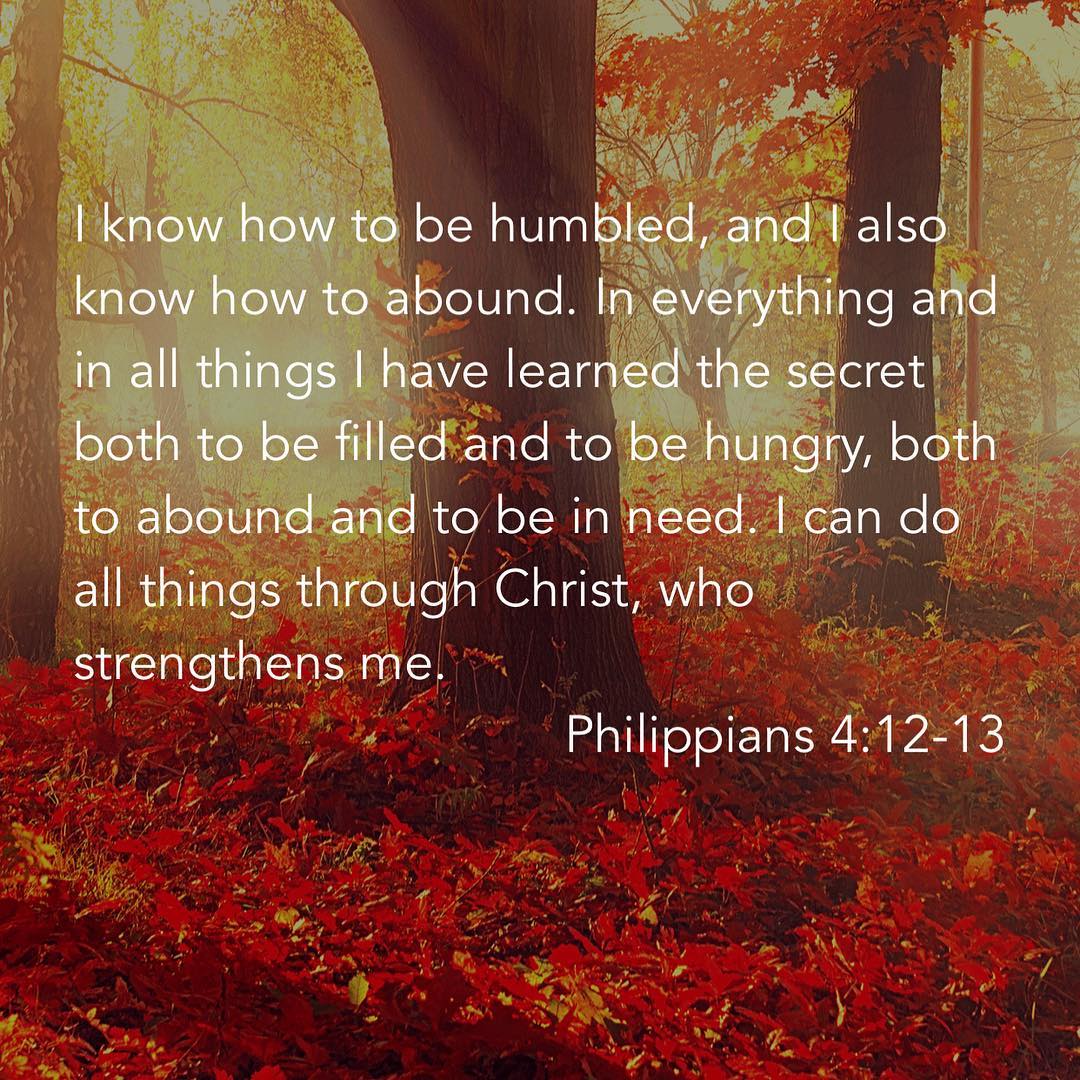 I know how to be humbled, and I also
know how to abound. In everything and
in all things I have learned the secret
both to be filled and to be hungry, both
to abound and to be in need. I can do
all things through Christ, who
strengthens me.
Philippians 4:12-13